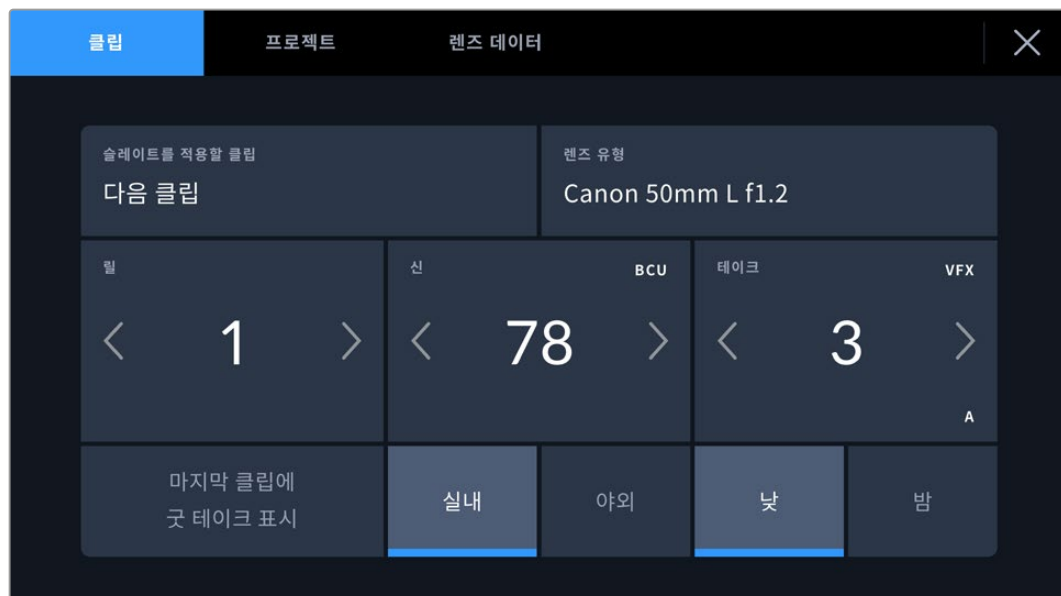 클립 프로젝트 렌즈 데이터
슬레이트를 적용할 클립
다음 클립
렌즈 유형
Canon 50mm L f1.2
릴
1
신 BCU
78
테이크 VFX
3
A
마지막 클립에
굿 테이크 표시
실내 야외 낮 밤